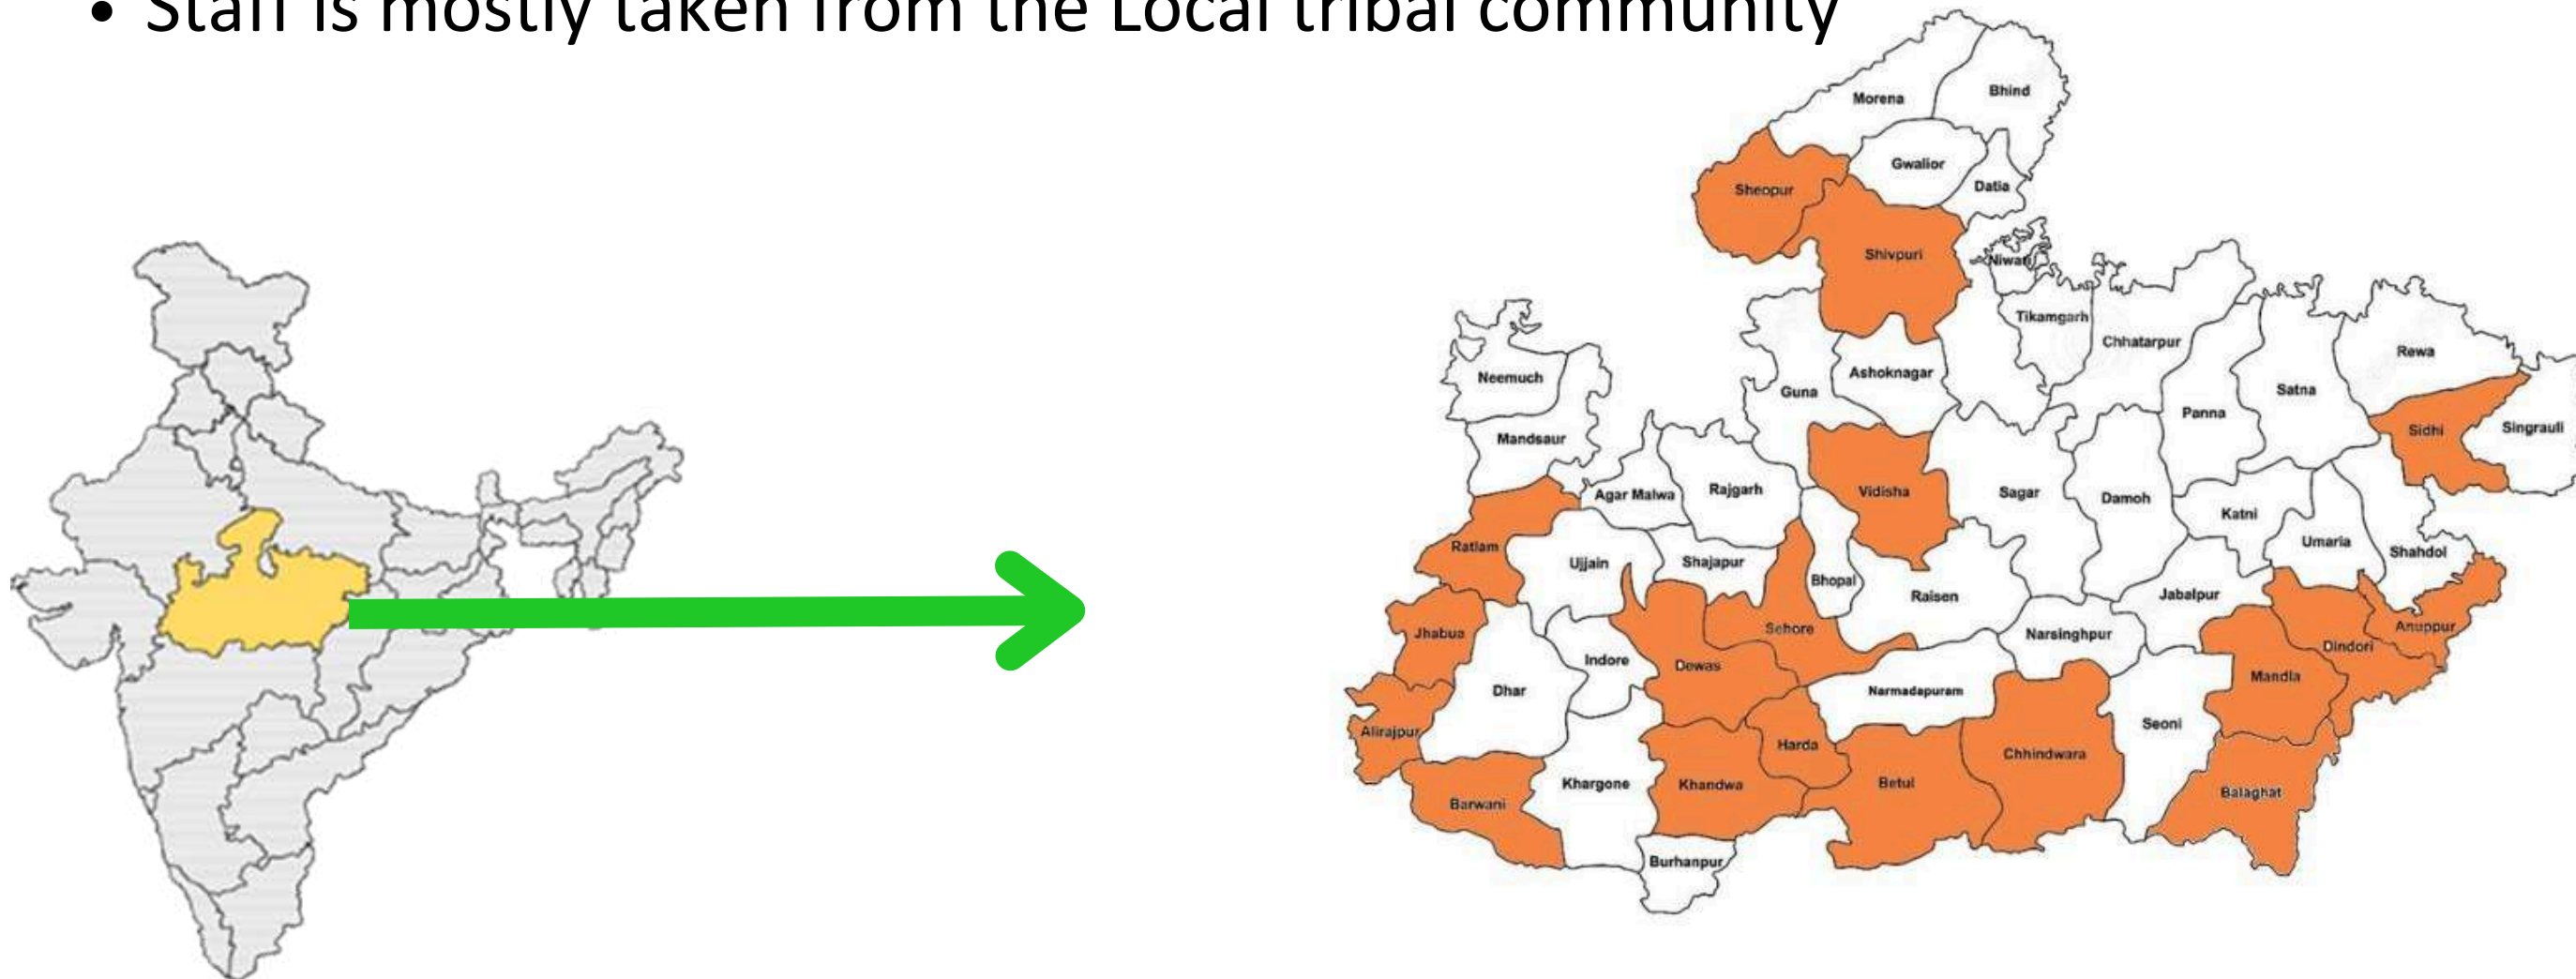 • Staff is mostly taken from the Local tribal community
Morena
Bhind
Gwalior
Datia
Sheopur
Shivpuri
Niwari
Tikamgarh
Chhatarpur
Rewa
Neemuch
Ashoknagar
Guna
Satna
Panna
Sidhi
Singrauli
Mandsaur
Agar Malwa
Rajgarh
Vidisha
Sagar
Damoh
Katni
Ratlam
Ujjain
Shajapur
Bhopal
Umaria
Shahdol
Raisen
Jabalpur
Jhabua
Sehore
Narsinghpur
Anuppur
Indore
Dewas
Dindori
Dhar
Narmadapuram
Mandla
Seoni
Alirajpur
Harda
Chhindwara
Khargone
Khandwa
Betul
Balaghat
Barwani
Burhanpur